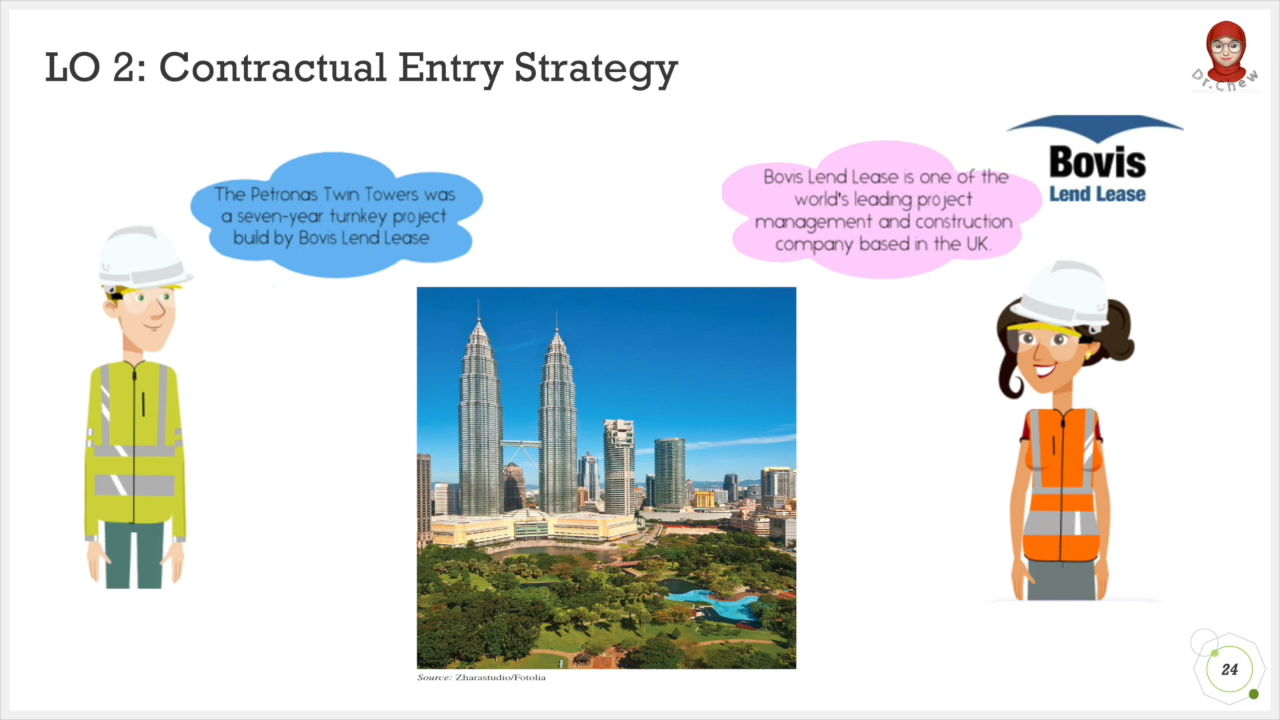 LO 2: Contractual Entry Strategy
Dr.Chew
The Petronas Twin Towers was
a seven-year turnkey project
build by Bovis Lend Lease
Bovis Lend Lease is one of the
world's leading project
management and construction
company based in the UK.
Bovis
Lend Lease
Source: Zharastudio/Fotolia
24